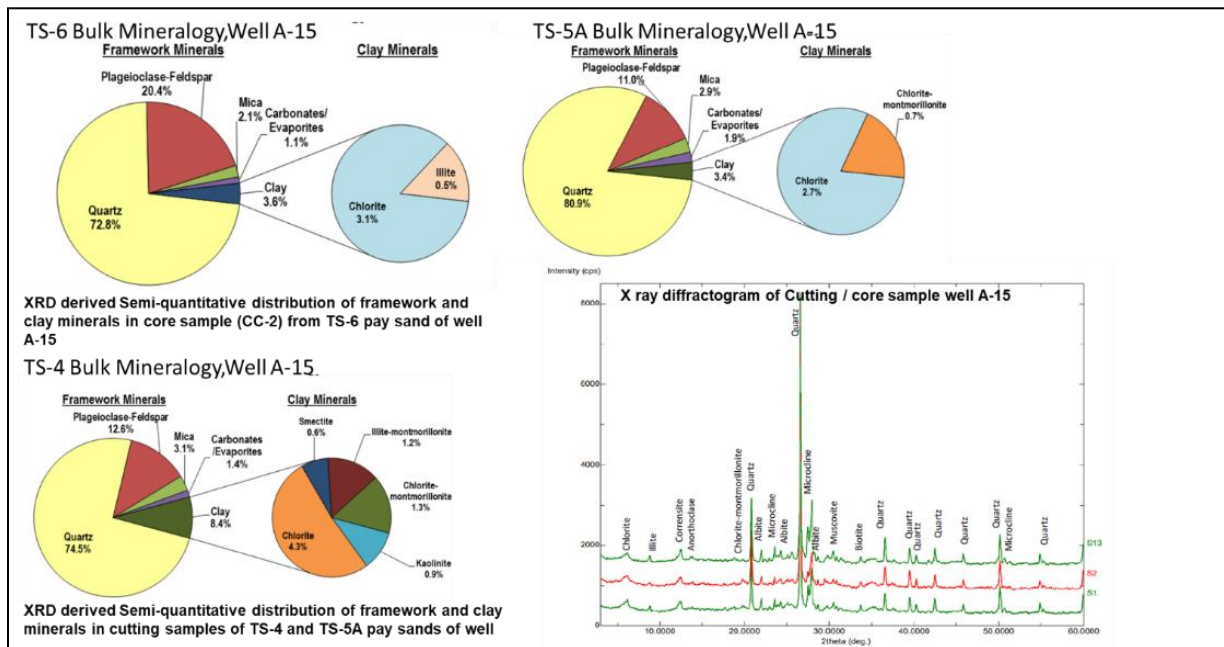 TS-6 Bulk Mineralogy,Well A-15
Framework Minerals
Clay Minerals
Plageioclase-Feldspar
20.4%
Mica
2.1%
Carbonates/
Evaporites
1.1%
Clay
3.6%
Quartz
72.8%
Illite
0.5%
Chlorite
3.1%
XRD derived Semi-quantitative distribution of framework and
clay minerals in core sample (CC-2) from TS-6 pay sand of well
A-15
TS-5A Bulk Mineralogy,Well A-15
Framework Minerals
Clay Minerals
Plageioclase-Feldspar
11.0%
Mica
2.9%
Carbonates/
Evaporites
1.9%
Clay
3.4%
Quartz
80.9%
Chlorite-
montmorillonite
0.7%
Chlorite
2.7%
TS-4 Bulk Mineralogy,Well A-15
Framework Minerals
Clay Minerals
Plageioclase-Feldspar
12.6%
Mica
3.1%
Carbonates
/Evaporites
1.4%
Clay
8.4%
Quartz
74.5%
Smectite
0.6%
Illite-montmorillonite
1.2%
Chlorite-
montmorillonite
1.3%
Kaolinite
0.9%
Chlorite
4.3%
XRD derived Semi-quantitative distribution of framework and clay
minerals in cutting samples of TS-4 and TS-5A pay sands of well
Intensity (cps)
X ray diffractogram of Cutting / core sample well A-15
8000
6000
4000
2000
0
Chlorite
Illite
Corrensite
Anorthoclase
Chlorite-montmorillonite
Quartz
Albite
Microcline
Albite
Quartz
Microcline
Albite
Muscovite
Biotite
Quartz
Quartz
Quartz
Quartz
Quartz
Quartz
Microcline
Quartz
S13
S2
S1
10.0000
20.0000
30.0000
40.0000
50.0000
60.0000
2theta (deg.)